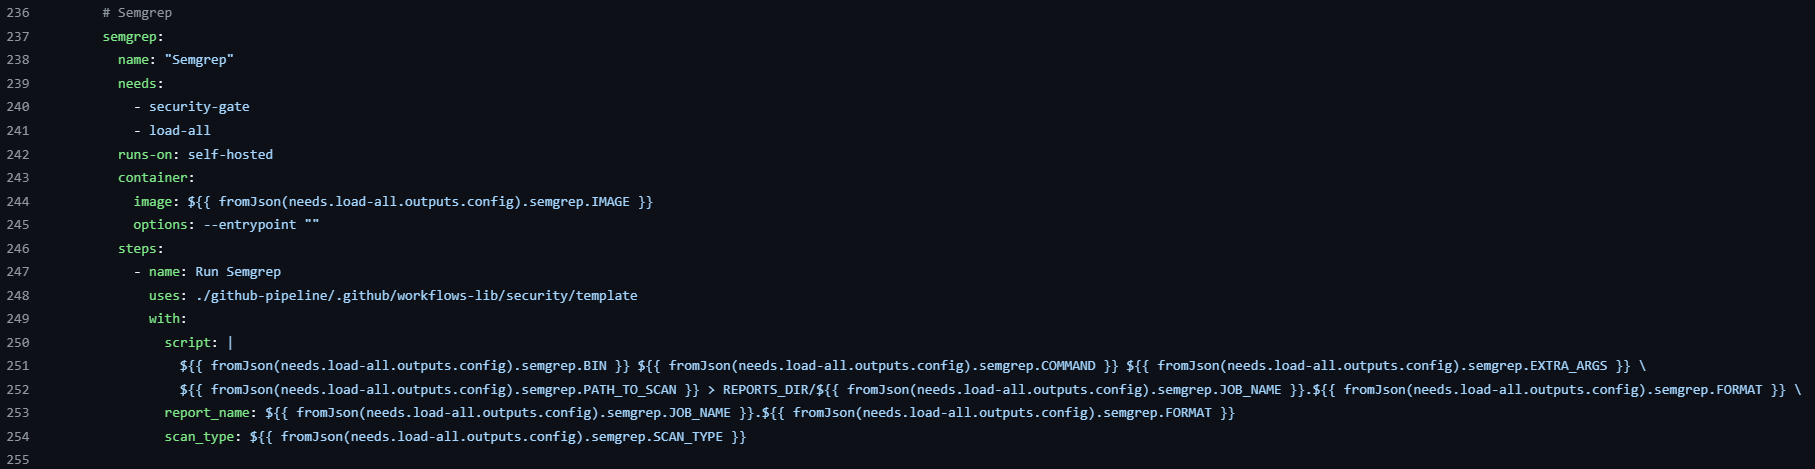 236 # Semgrep
237 semgrep:
238 name: "Semgrep"
239 needs:
240 - security-gate
241 - load-all
242 runs-on: self-hosted
243 container:
244 image: ${{ fromJson(needs.load-all.outputs.config).semgrep.IMAGE }}
245 options: --entrypoint ""
246 steps:
247 - name: Run Semgrep
248 uses: ./github-pipeline/.github/workflows-lib/security/template
249 with:
250 script: |
251 ${{ fromJson(needs.load-all.outputs.config).semgrep.BIN }} ${{ fromJson(needs.load-all.outputs.config).semgrep.COMMAND }} ${{ fromJson(needs.load-all.outputs.config).semgrep.EXTRA_ARGS }} \
252 ${{ fromJson(needs.load-all.outputs.config).semgrep.PATH_TO_SCAN }} > REPORTS_DIR/${{ fromJson(needs.load-all.outputs.config).semgrep.JOB_NAME }}.${{ fromJson(needs.load-all.outputs.config).semgrep.FORMAT }} \
253 report_name: ${{ fromJson(needs.load-all.outputs.config).semgrep.JOB_NAME }}.${{ fromJson(needs.load-all.outputs.config).semgrep.FORMAT }}
254 scan_type: ${{ fromJson(needs.load-all.outputs.config).semgrep.SCAN_TYPE }}
255